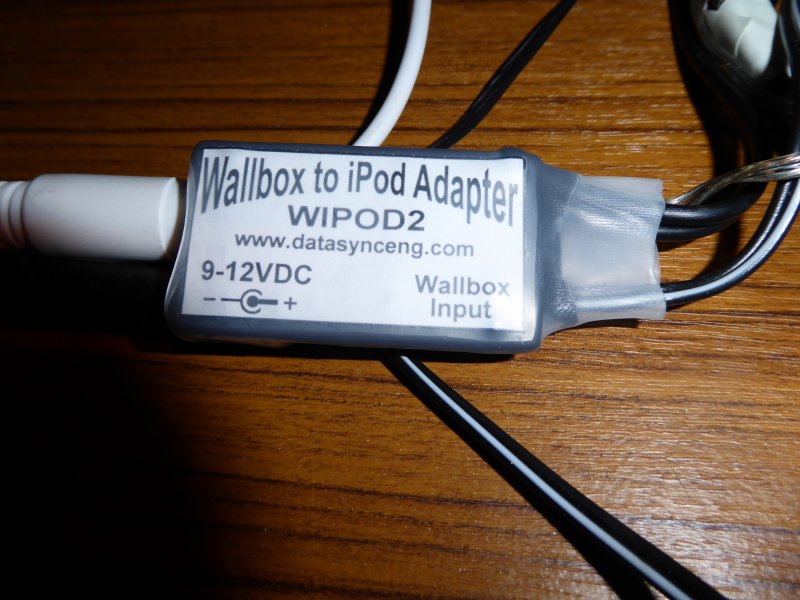 Wallbox to iPod Adapter
WIPOD2
www.datasynceng.com
9-12VDC
- +
Wallbox
Input